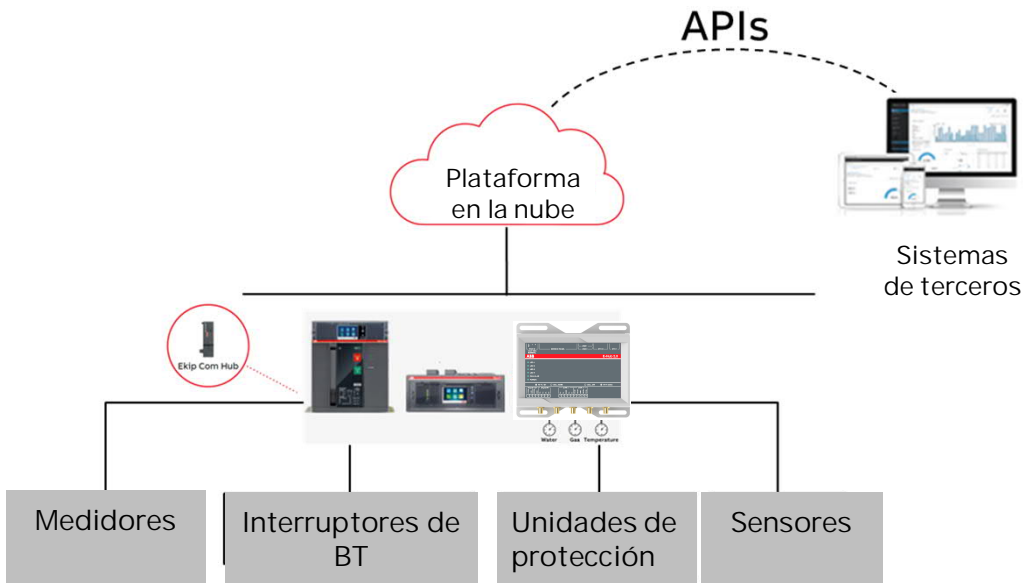 APIs
Plataforma
en la nube
Sistemas
de terceros
Ekip Com Hub
ABB
Water
Gas
Temperature
Medidores
Interruptores de
BT
Unidades de
protección
Sensores